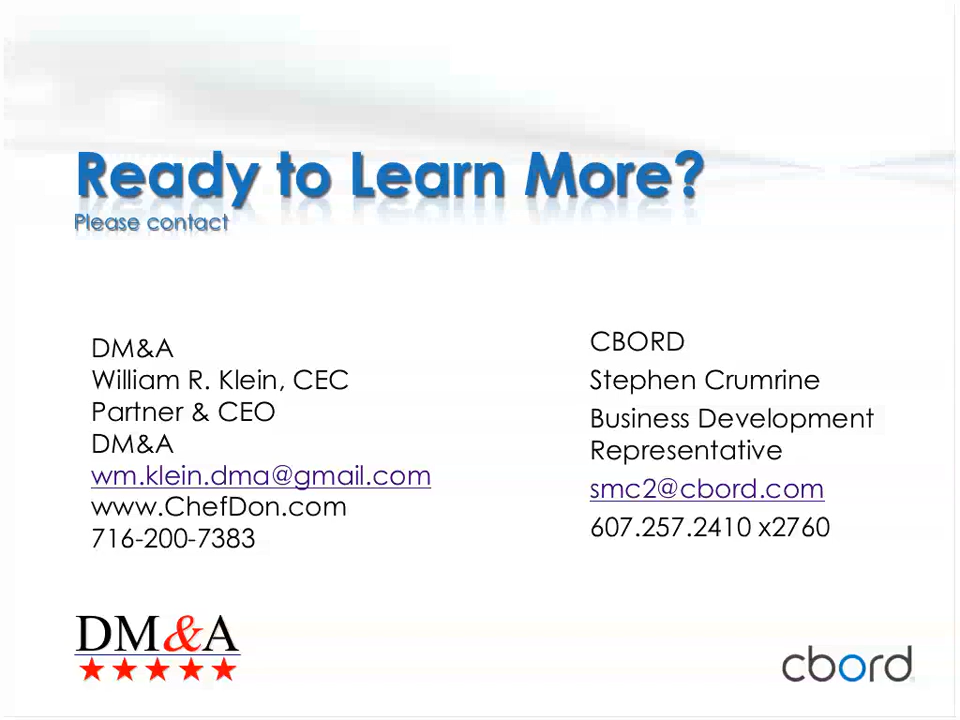 Ready to Learn More?
Please contact
DM&A
William R. Klein, CEC
Partner & CEO
DM&A
wm.klein.dma@gmail.com
www.ChefDon.com
716-200-7383
CBORD
Stephen Crumrine
Business Development
Representative
smc2@cbord.com
607.257.2410 x2760
DM&A
cbord